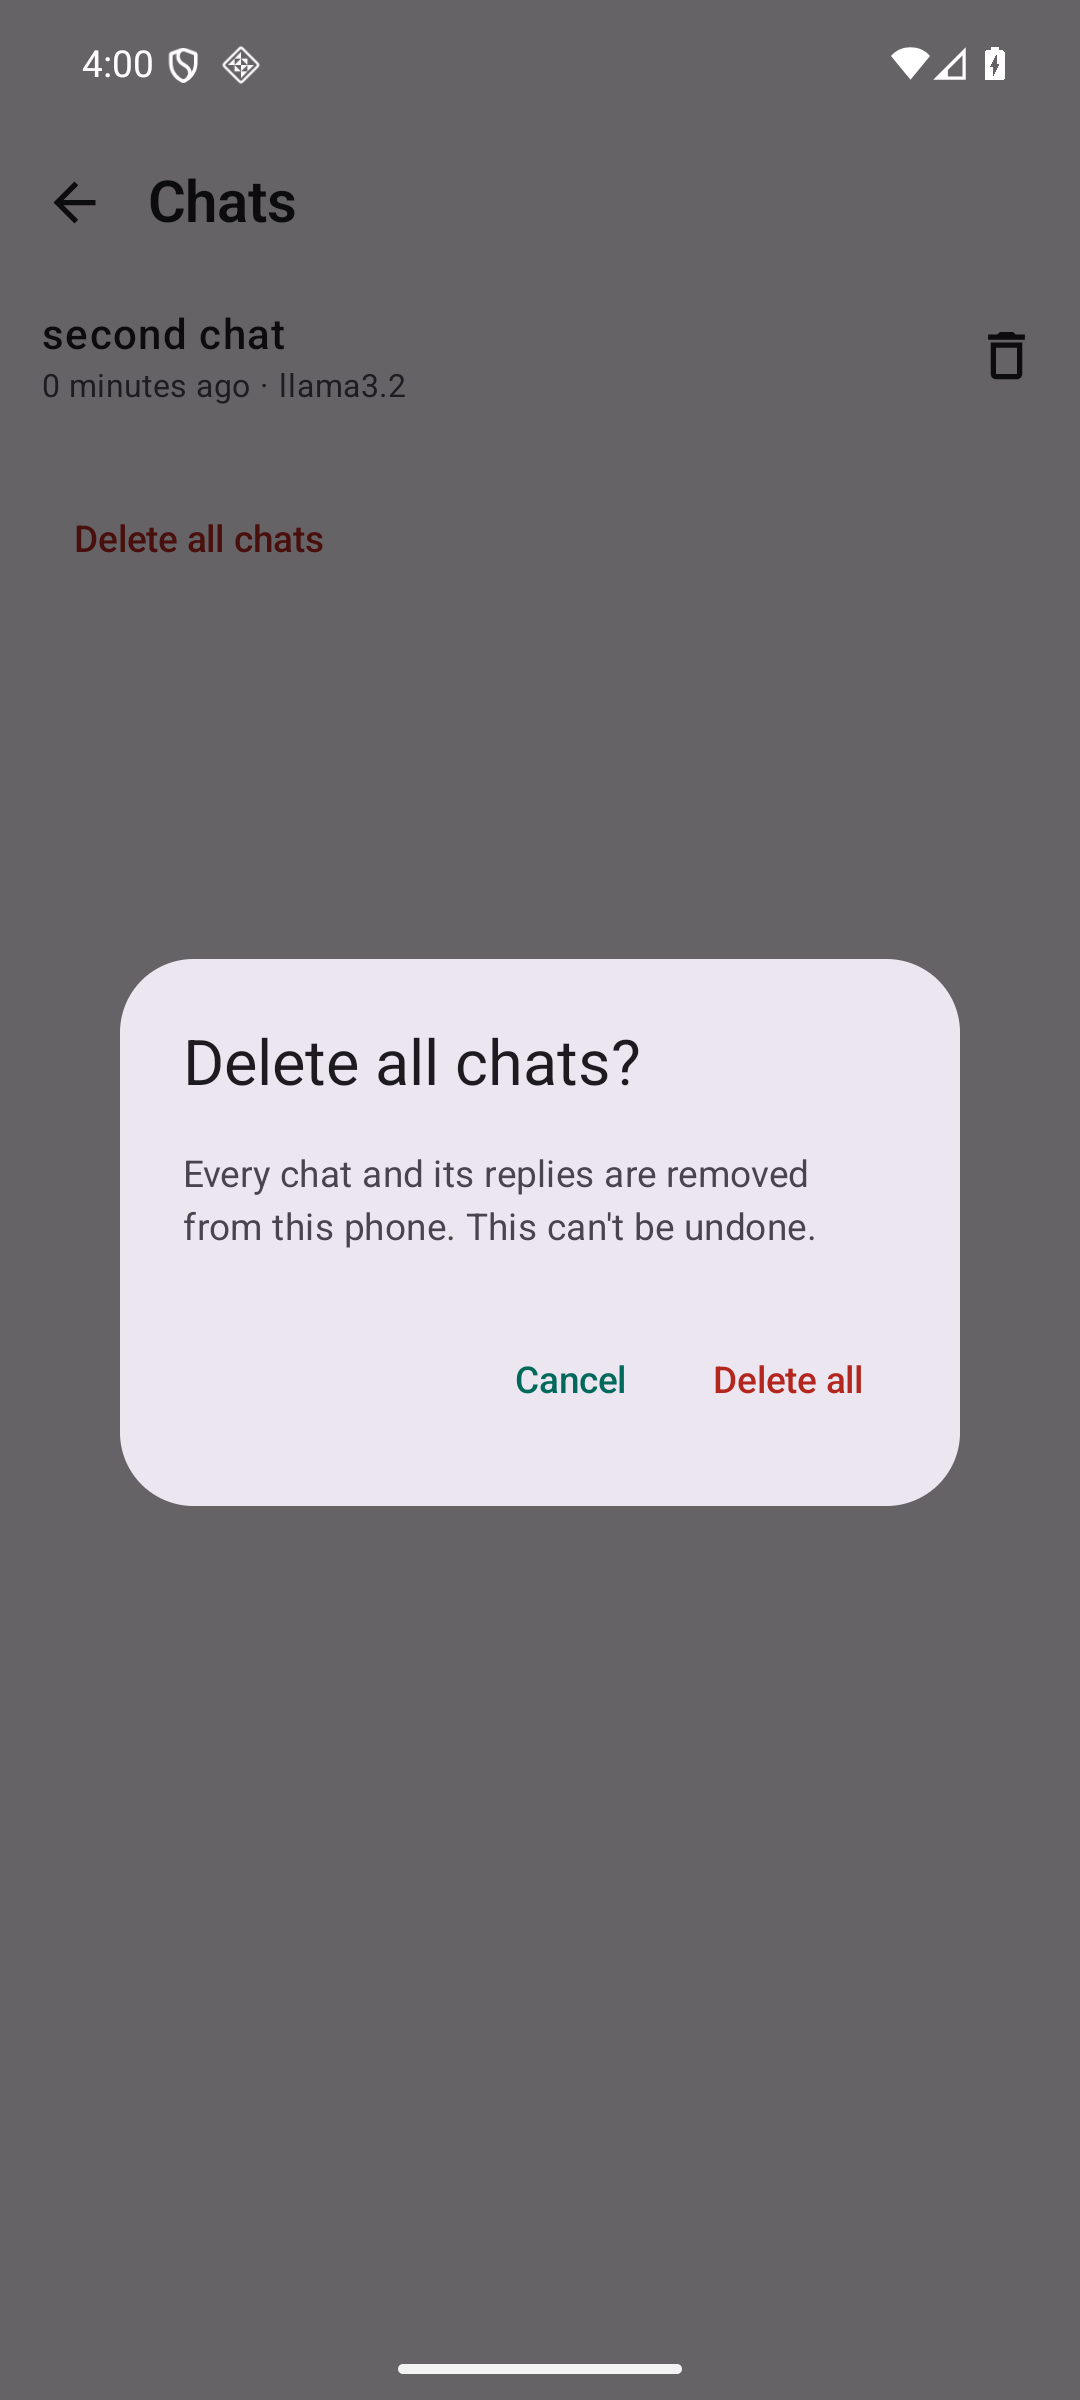 4:00
Chats
second chat
0 minutes ago · llama3.2
Delete all chats
Delete all chats?
Every chat and its replies are removed
from this phone. This can't be undone.
Cancel
Delete all